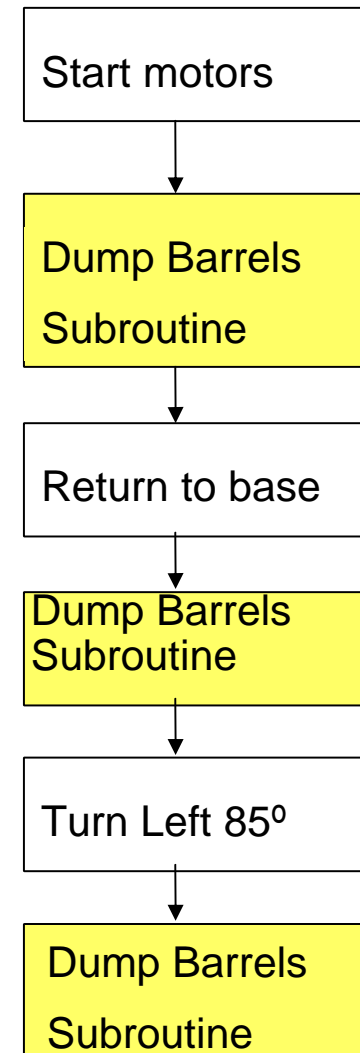 Start motors
Dump Barrels
Subroutine
Return to base
Dump Barrels
Subroutine
Turn Left 85º
Dump Barrels
Subroutine